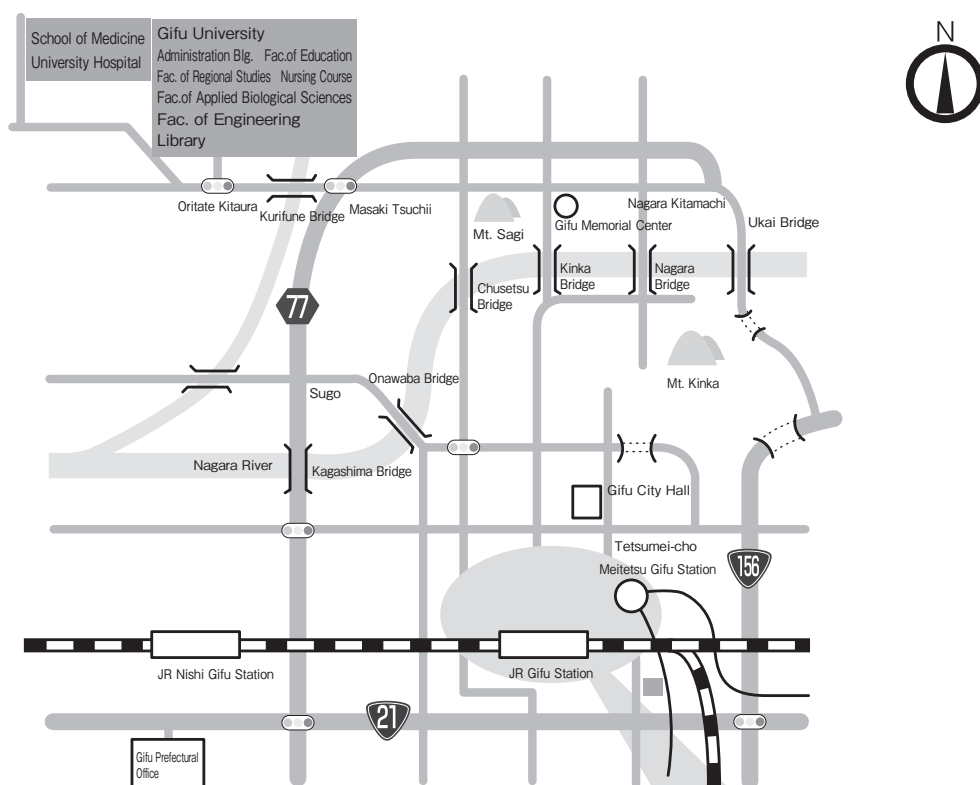 School of Medicine
University Hospital
Gifu University
Administration Blg. Fac.of Education
Fac. of Regional Studies Nursing Course
Fac.of Applied Biological Sciences
Fac. of Engineering
Library
N
Oritate Kitaura
Kurifune Bridge
Masaki Tsuchii
Mt. Sagi
Gifu Memorial Center
Nagara Kitamachi
Ukai Bridge
Chusetsu
Bridge
Kinka
Bridge
Nagara
Bridge
77
Mt. Kinka
Onawaba Bridge
Sugo
Nagara River
Kagashima Bridge
Gifu City Hall
Tetsumei-cho
Meitetsu Gifu Station
156
JR Nishi Gifu Station
JR Gifu Station
21
Gifu Prefectural
Office